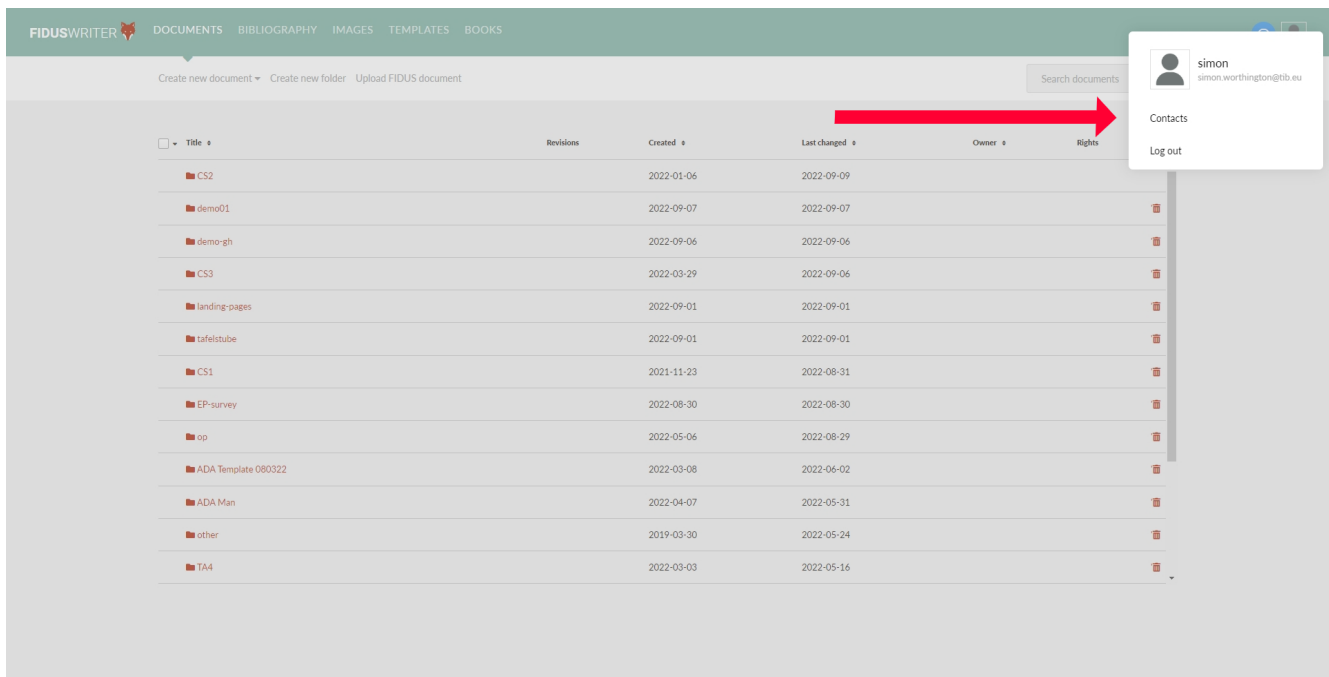 FIDUSWRITER DOCUMENTS BIBLIOGRAPHY IMAGES TEMPLATES BOOKS
simon
simon.worthington@tib.eu
Create new document Create new folder Upload FIDUS document Search documents
Contacts
Log out
Title Revisions Created Last changed Owner Rights
CS2 2022-01-06 2022-09-09
demo01 2022-09-07 2022-09-07
demo-gh 2022-09-06 2022-09-06
CS3 2022-03-29 2022-09-06
landing-pages 2022-09-01 2022-09-01
tafelstube 2022-09-01 2022-09-01
CS1 2021-11-23 2022-08-31
EP-survey 2022-08-30 2022-08-30
op 2022-05-06 2022-08-29
ADA Template 080322 2022-03-08 2022-06-02
ADA Man 2022-04-07 2022-05-31
other 2019-03-30 2022-05-24
TA4 2022-03-03 2022-05-16